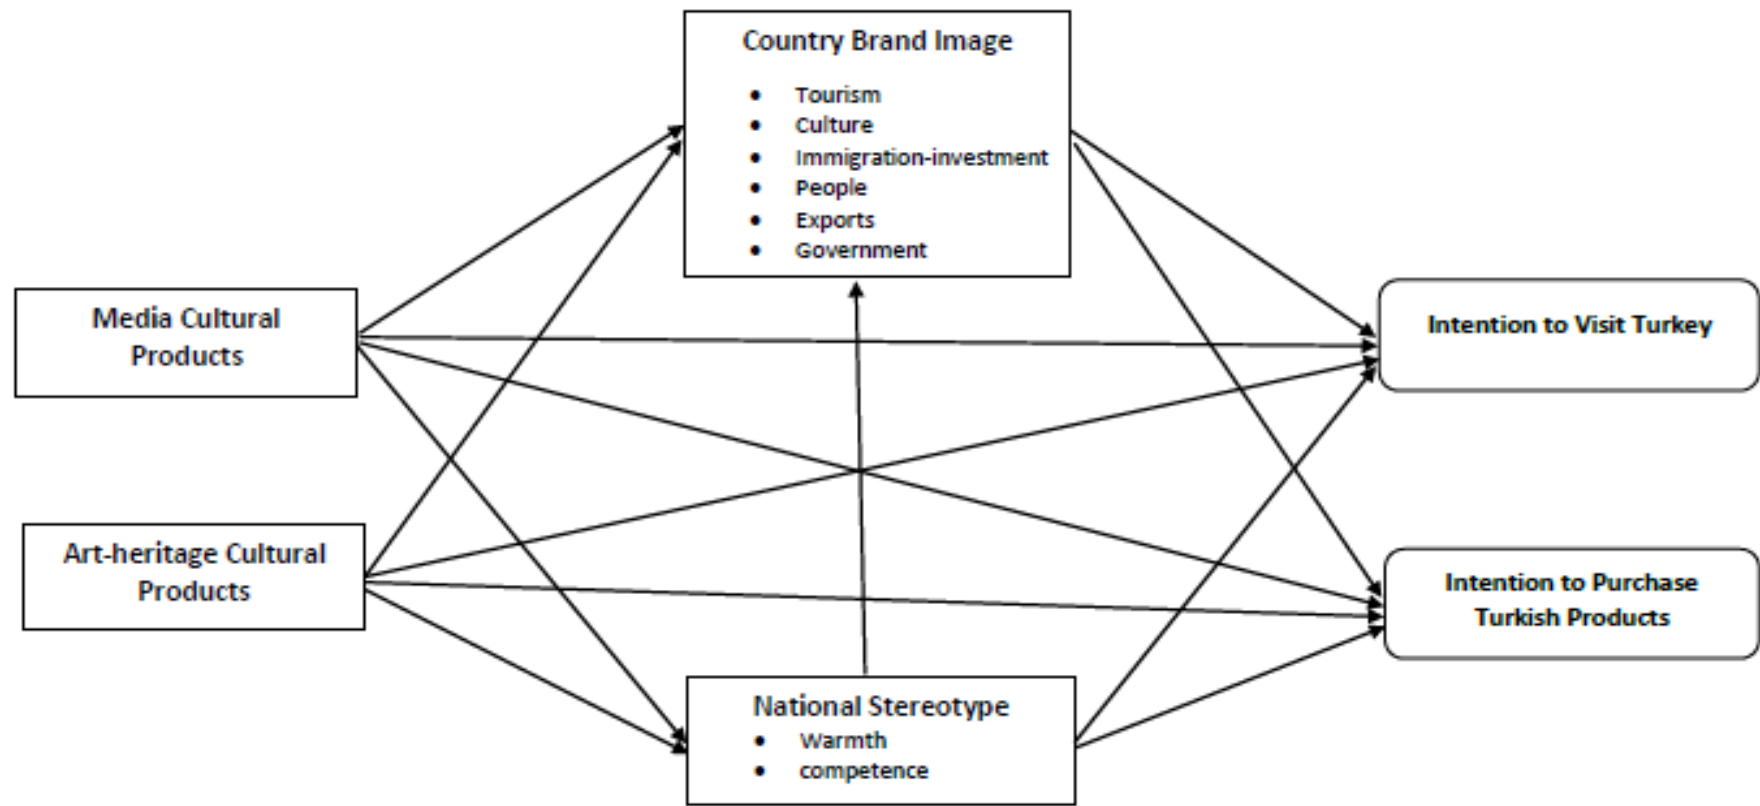 Country Brand Image
• Tourism
• Culture
• Immigration-investment
• People
• Exports
• Government
Media Cultural
Products
Intention to Visit Turkey
Art-heritage Cultural
Products
Intention to Purchase
Turkish Products
National Stereotype
• Warmth
• competence